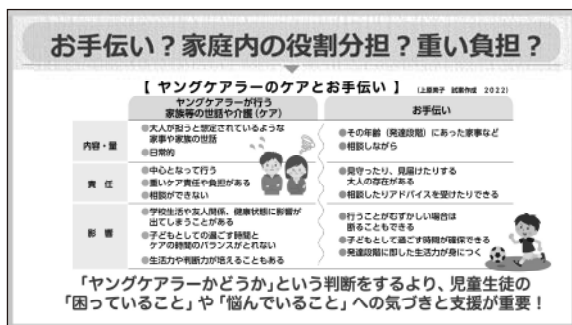 お手伝い？家庭内の役割分担？重い負担？
【 ヤングケアラーのケアとお手伝い 】 (上原美子 試案作成 2022)
ヤングケアラーが行う
家族等の世話や介護(ケア)
お手伝い
内容・量
●大人が担うと想定されているような
家事や家族の世話
●日常的
●その年齢（発達段階）にあった家事など
●相談しながら
責 任
●中心となって行う
●重いケア責任や負担がある
●相談ができない
●見守ったり、見届けたりする
大人の存在がある
●相談したりアドバイスを受けたりできる
影 響
●学校生活や友人関係、健康状態に影響が
出てしまうことがある
●子どもとしての過ごす時間と
ケアの時間のバランスがとれない
●生活力や判断力が培えることもある
●行うことがむずかしい場合は
断ることもできる
●子どもとして過ごす時間が確保できる
●発達段階に即した生活力が身につく
「ヤングケアラーかどうか」という判断をするより、児童生徒の
「困っていること」や「悩んでいること」への気づきと支援が重要！